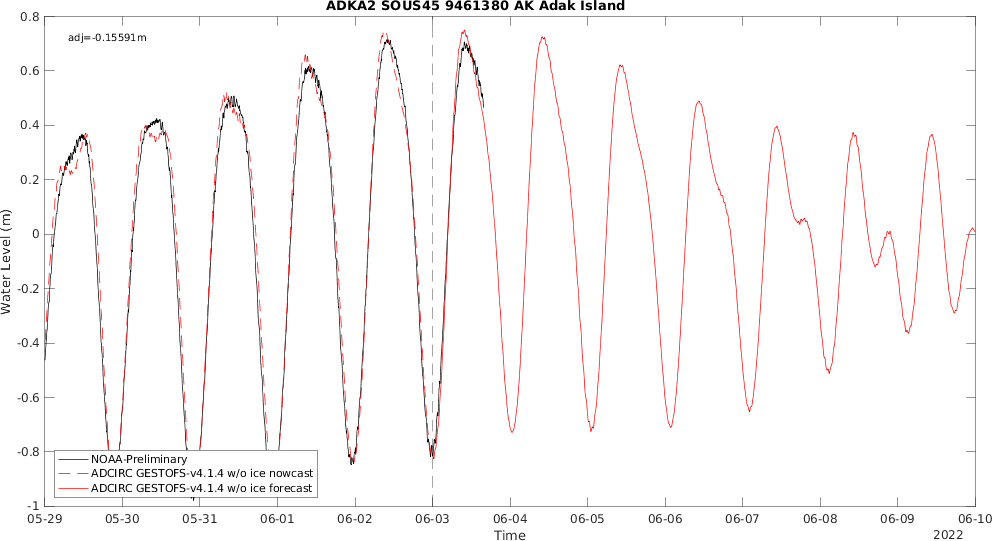 ADKA2 SOUS45 9461380 AK Adak Island
adj=-0.15591m
0.8
0.6
0.4
0.2
0
-0.2
-0.4
-0.6
-0.8
-1
Water Level (m)
NOAA-Preliminary
ADCIRC GESTOFS-v4.1.4 w/o ice nowcast
ADCIRC GESTOFS-v4.1.4 w/o ice forecast
05-29 05-30 05-31 06-01 06-02 06-03 06-04 06-05 06-06 06-07 06-08 06-09 06-10
Time
2022